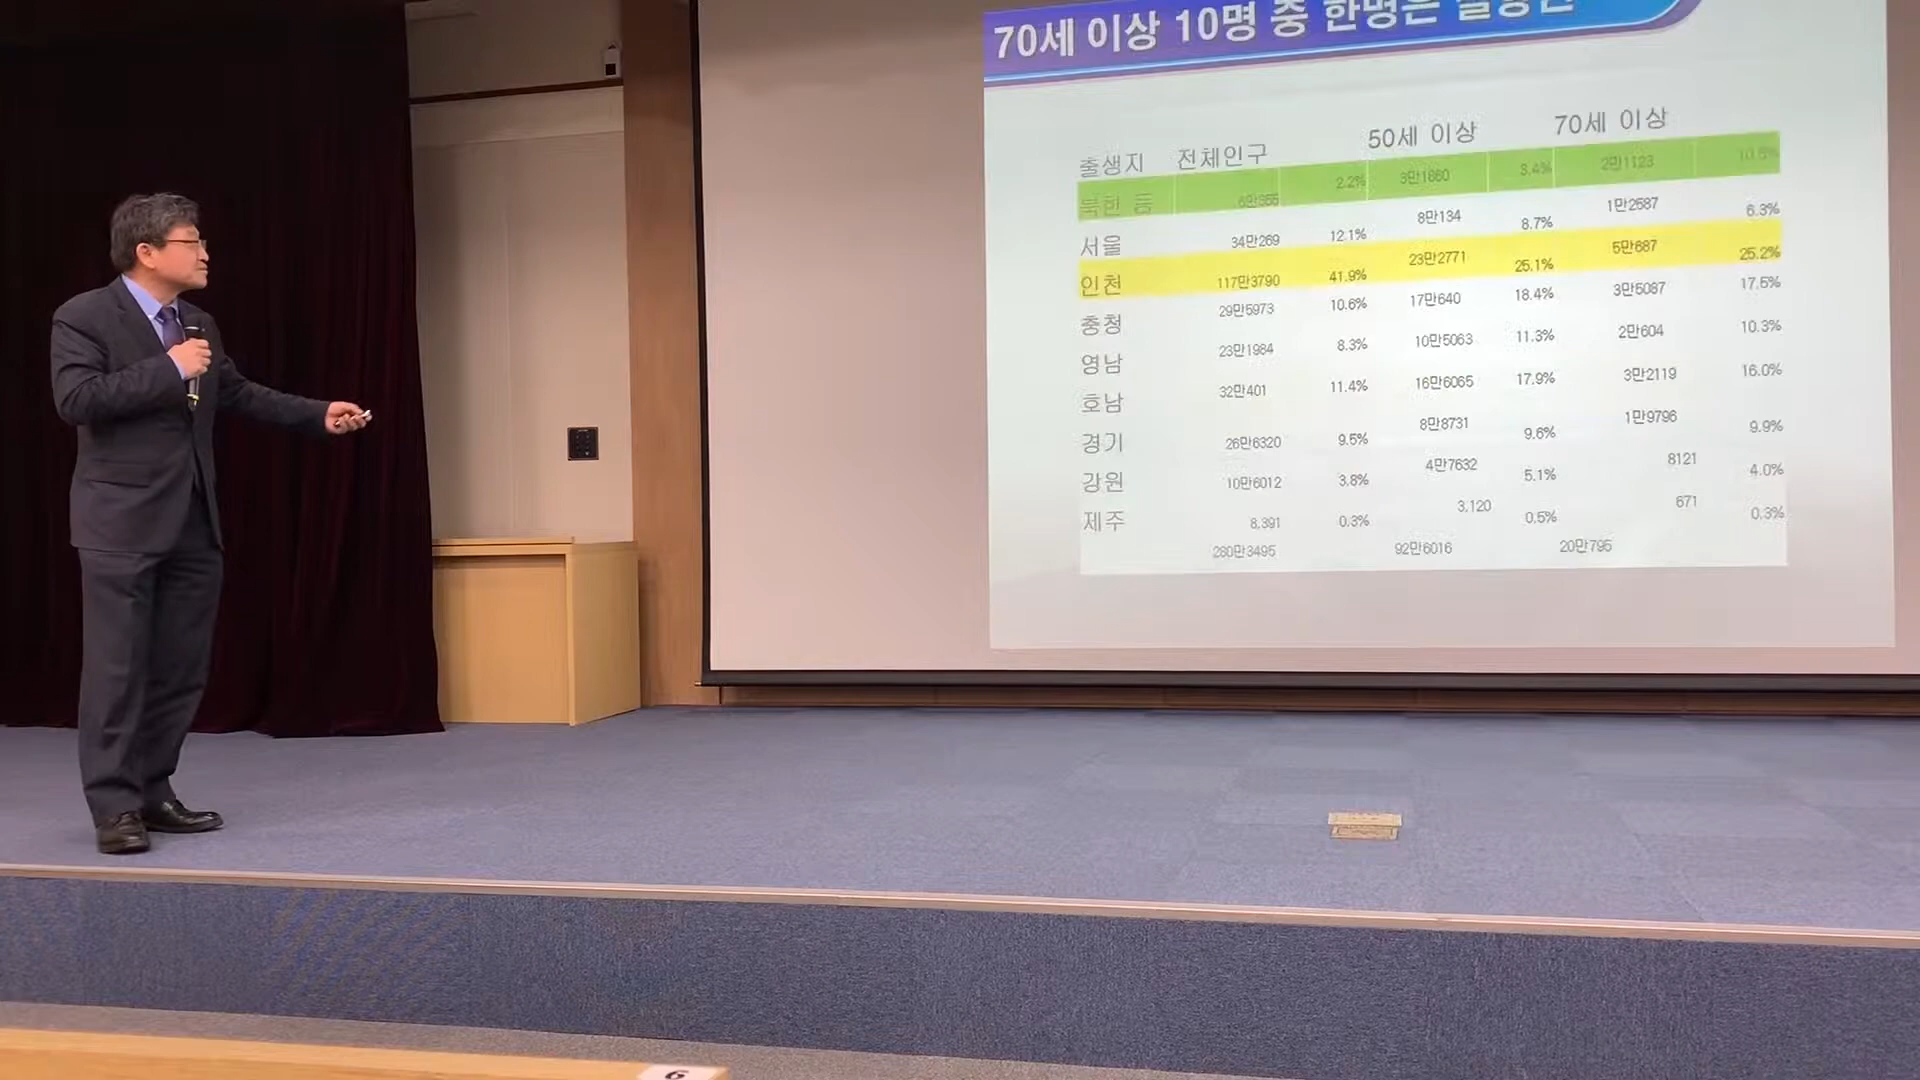 70세 이상 10명 중 한명은
50세 이상 70세 이상
출생지 전체인구
북한 등 6만355 2.2% 3만1860 3.4% 2만1123 10.5%
서울 34만269 12.1% 8만134 8.7% 1만2587 6.3%
인천 117만3790 41.9% 23만2771 25.1% 5만687 25.2%
충청 29만5973 10.6% 17만640 18.4% 3만5087 17.5%
영남 23만1984 8.3% 10만5063 11.3% 2만604 10.3%
호남 32만401 11.4% 16만6065 17.9% 3만2119 16.0%
경기 26만6320 9.5% 8만8731 9.6% 1만9796 9.9%
강원 10만6012 3.8% 4만7632 5.1% 8121 4.0%
제주 8,391 0.3% 3,120 0.5% 671 0.3%
280만3495 92만6016 20만795
6